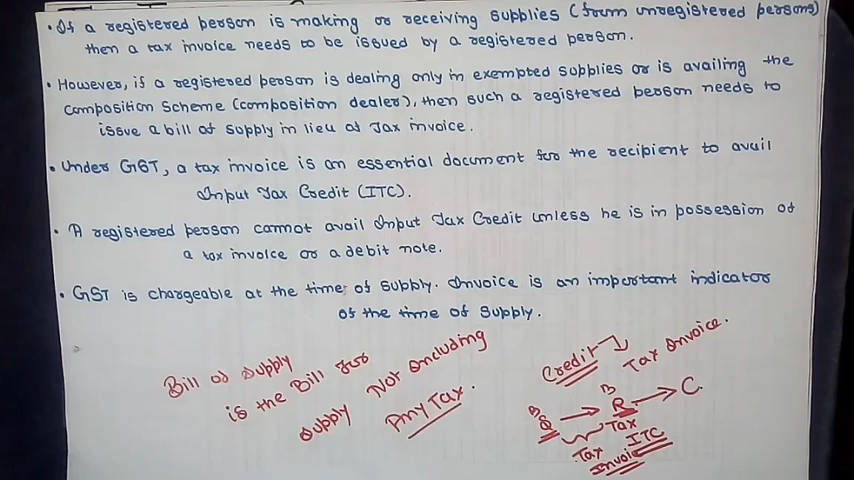 • If a registered person is making or receiving supplies (from unregistered persons)
then a tax invoice needs to be issued by a registered person.
• However, if a registered person is dealing only in exempted supplies or is availing the
composition scheme (composition dealer), then such a registered person needs to
issue a bill of supply in lieu of Tax invoice.
• Under GST, a tax invoice is an essential document for the recipient to avail
Input Tax Credit (ITC).
• A registered person cannot avail Input Tax Credit unless he is in possession of
a tax invoice or a debit note.
• GST is chargeable at the time of supply. Invoice is an important indicator
of the time of supply.
Bill of Supply
is the Bill for
supply Not Including
Any Tax.
Credit Tax Invoice.
B B
R C
Tax
Tax ITC
Invoice